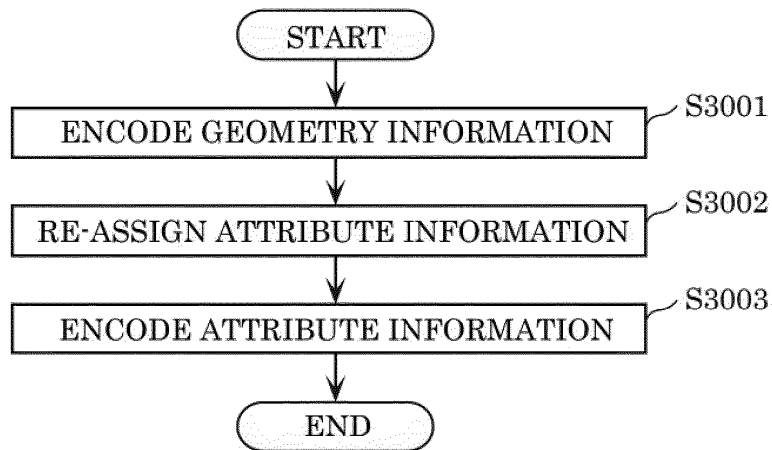 START
ENCODE GEOMETRY INFORMATION
S3001
RE-ASSIGN ATTRIBUTE INFORMATION
S3002
ENCODE ATTRIBUTE INFORMATION
S3003
END